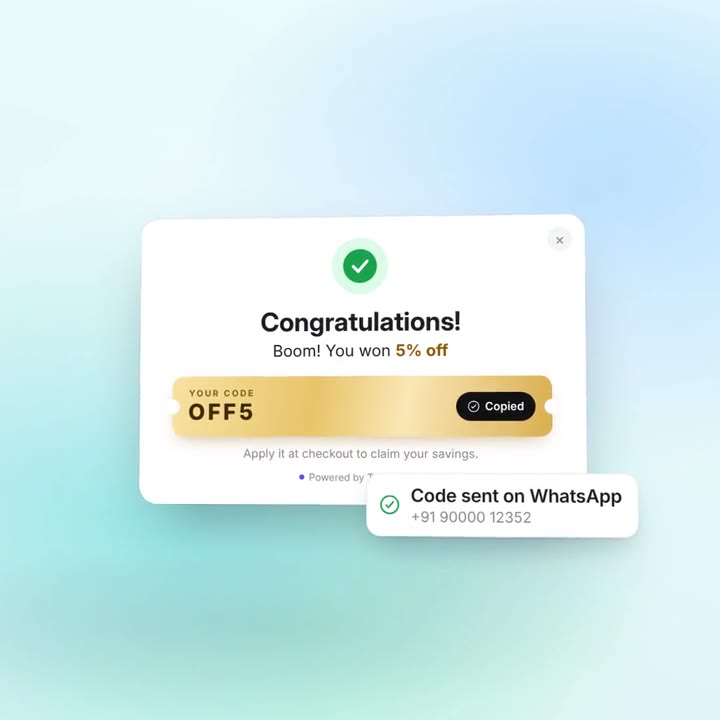 Congratulations!
Boom! You won 5% off
YOUR CODE
OFF5
Copied
Apply it at checkout to claim your savings.
Powered by
Code sent on WhatsApp
+91 90000 12352